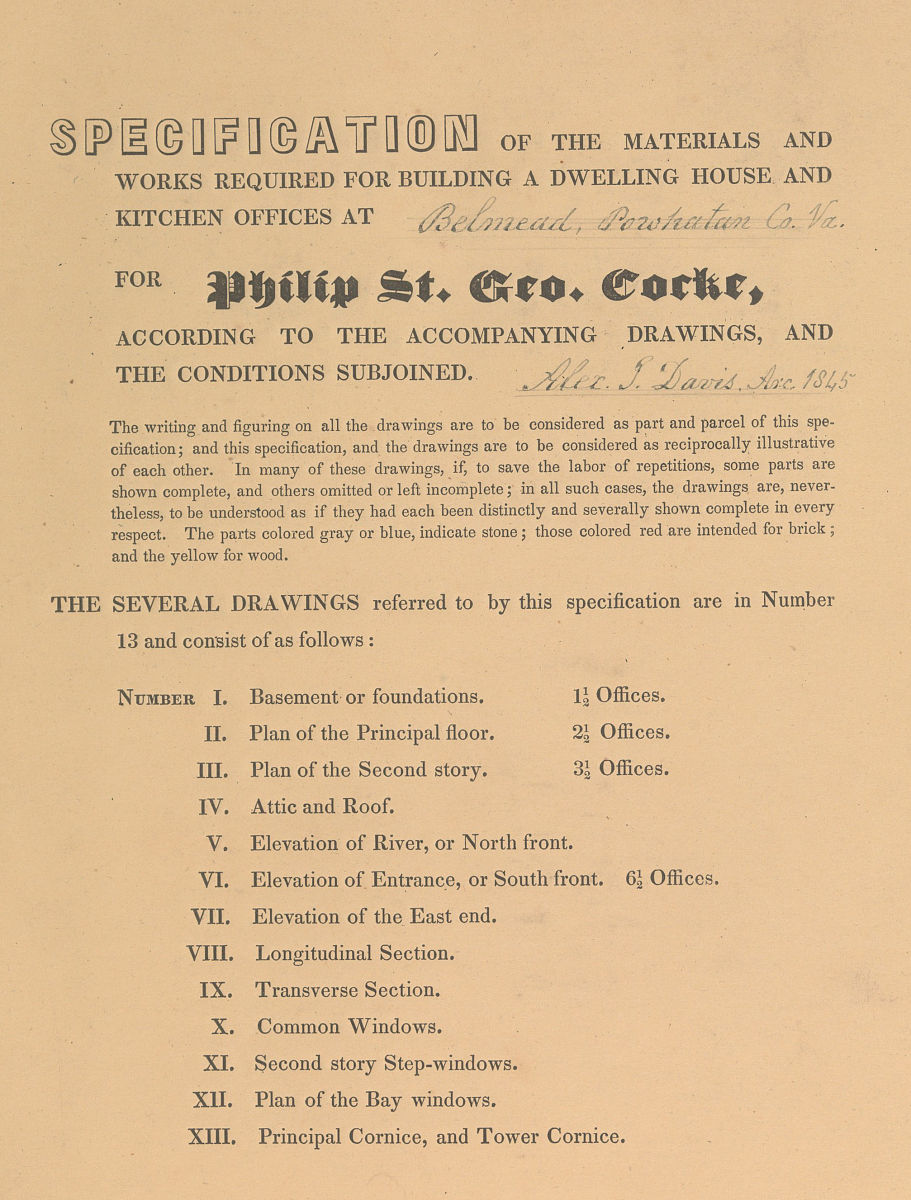 SPECIFICATION OF THE MATERIALS AND
WORKS REQUIRED FOR BUILDING A DWELLING HOUSE AND
KITCHEN OFFICES AT Belmead, Powhatan Co. Va.
FOR Philip St. Geo. Cocke,
ACCORDING TO THE ACCOMPANYING DRAWINGS, AND
THE CONDITIONS SUBJOINED. Alex. J. Davis, Arc. 1845
The writing and figuring on all the drawings are to be considered as part and parcel of this spe-
cification; and this specification, and the drawings are to be considered as reciprocally illustrative
of each other. In many of these drawings, if, to save the labor of repetitions, some parts are
shown complete, and others omitted or left incomplete; in all such cases, the drawings are, never-
theless, to be understood as if they had each been distinctly and severally shown complete in every
respect. The parts colored gray or blue, indicate stone; those colored red are intended for brick;
and the yellow for wood.
THE SEVERAL DRAWINGS referred to by this specification are in Number
13 and consist of as follows:
NUMBER I. Basement or foundations. 1½ Offices.
II. Plan of the Principal floor. 2½ Offices.
III. Plan of the Second story. 3½ Offices.
IV. Attic and Roof.
V. Elevation of River, or North front.
VI. Elevation of Entrance, or South front. 6½ Offices.
VII. Elevation of the East end.
VIII. Longitudinal Section.
IX. Transverse Section.
X. Common Windows.
XI. Second story Step-windows.
XII. Plan of the Bay windows.
XIII. Principal Cornice, and Tower Cornice.